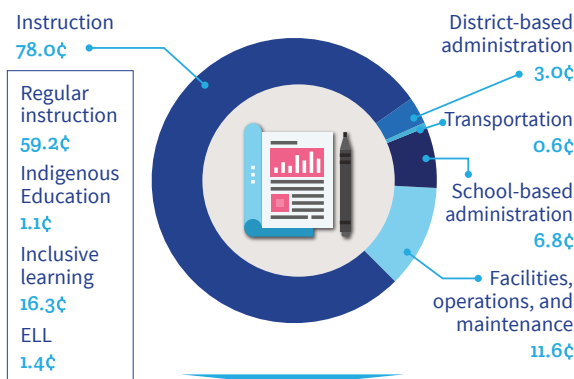 Instruction
78.0¢
Regular
instruction
59.2¢
Indigenous
Education
1.1¢
Inclusive
learning
16.3¢
ELL
1.4¢
District-based
administration
3.0¢
Transportation
0.6¢
School-based
administration
6.8¢
Facilities,
operations, and
maintenance
11.6¢